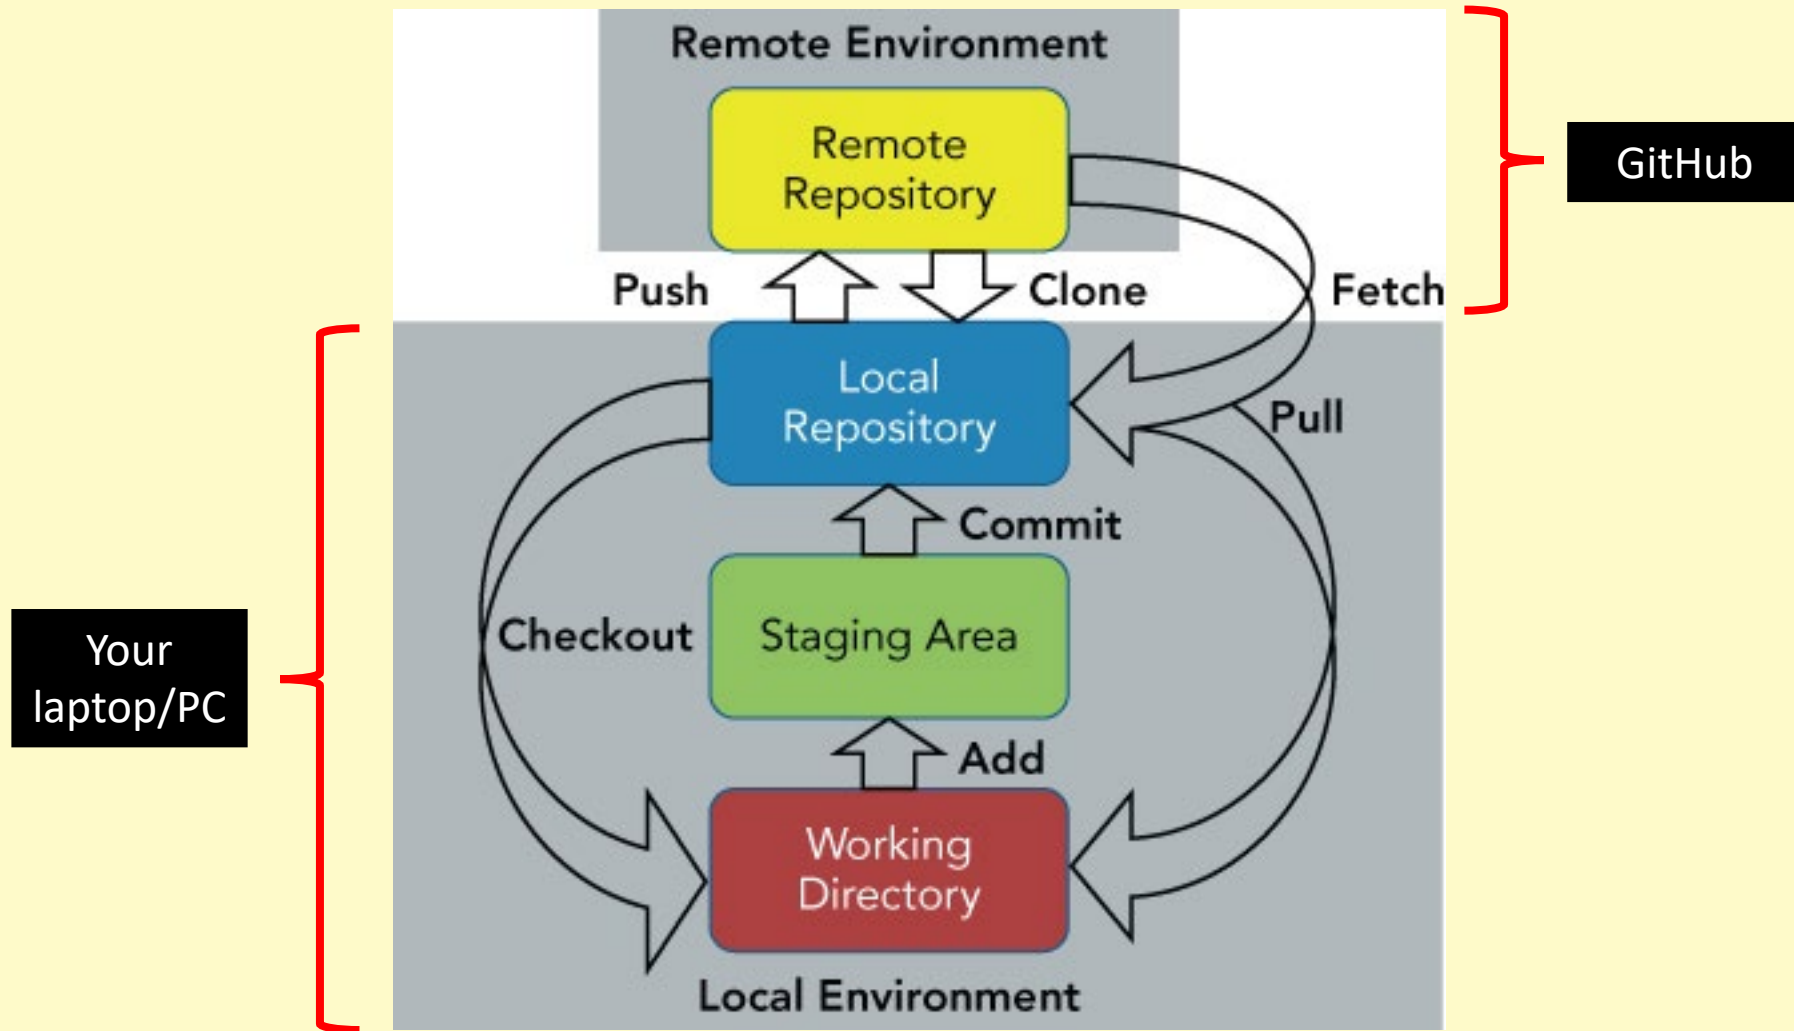 Remote Environment
Remote
Repository
GitHub
Push
Clone
Fetch
Local
Repository
Pull
Commit
Your
laptop/PC
Checkout
Staging Area
Add
Working
Directory
Local Environment